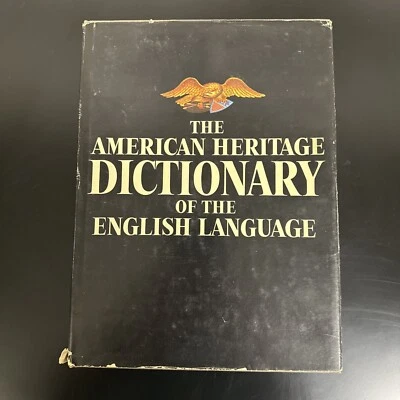 THE
AMERICAN HERITAGE
DICTIONARY
OF THE
ENGLISH LANGUAGE